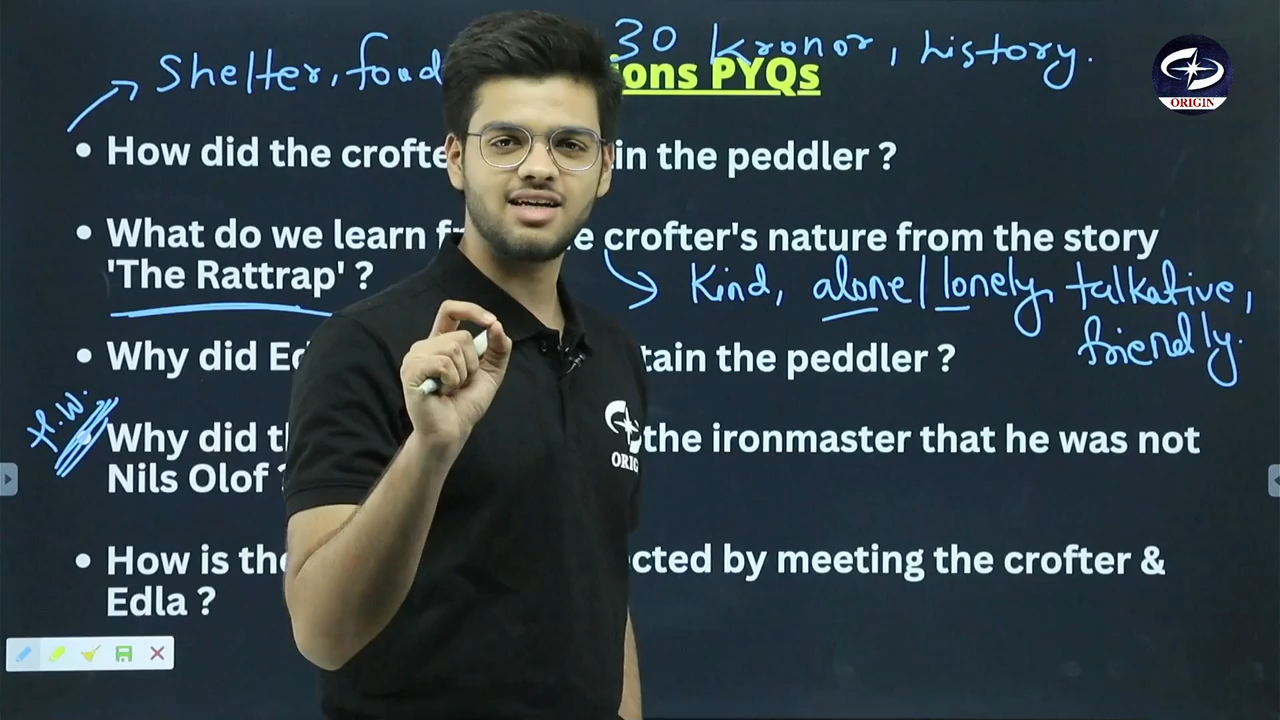 shelter, food 30 kronor, history.
ions PYQs
ORIGIN
• How did the crofte in the peddler ?
• What do we learn f e crofter's nature from the story
'The Rattrap' ?
Kind, alone/lonely, talkative,
friendly.
• Why did Ed tain the peddler ?
H.W.
Why did t the ironmaster that he was not
Nils Olof ?
ORIG
• How is the cted by meeting the crofter &
Edla ?